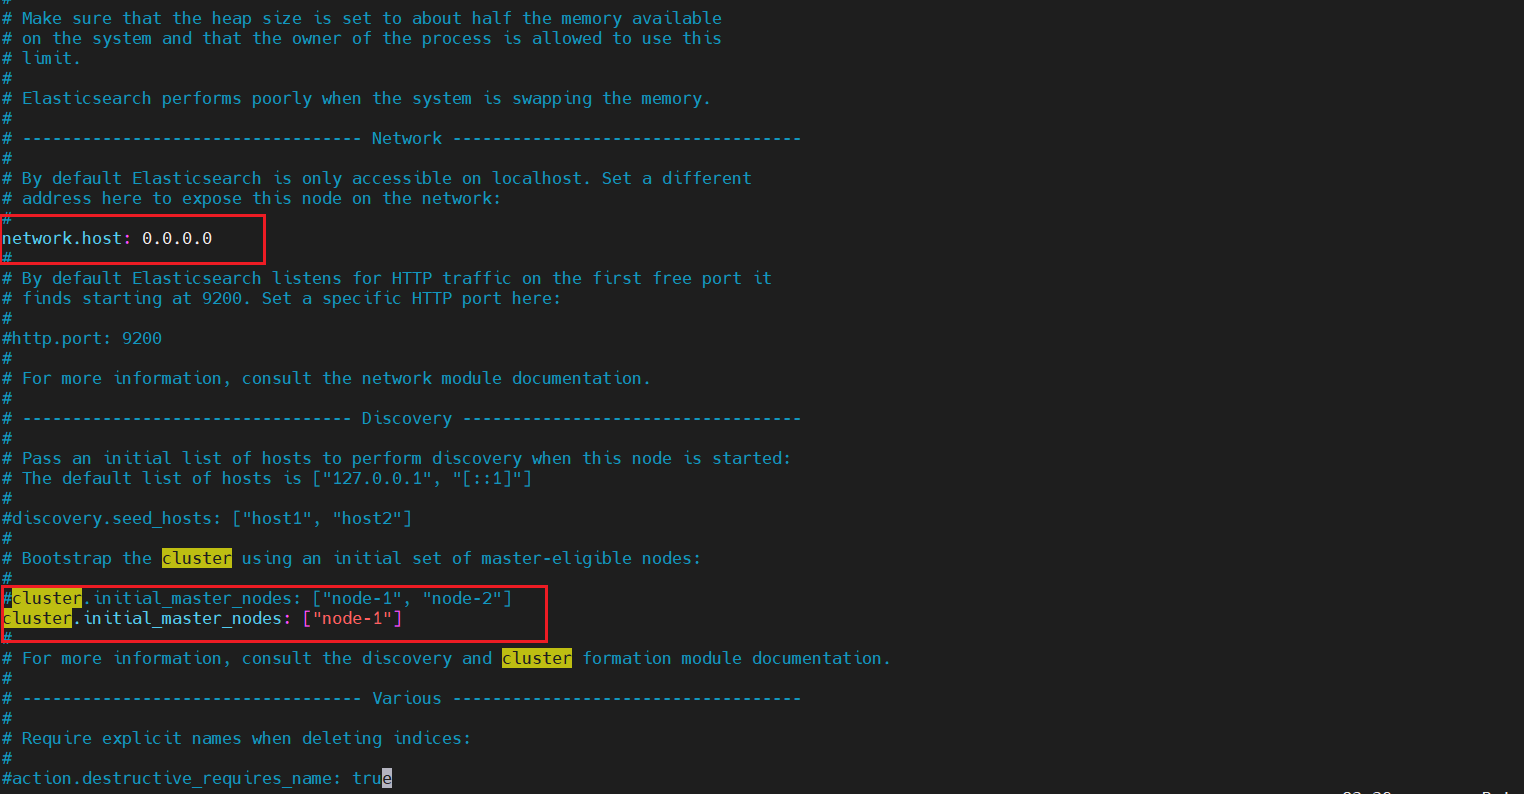 #
# Make sure that the heap size is set to about half the memory available
# on the system and that the owner of the process is allowed to use this
# limit.
#
# Elasticsearch performs poorly when the system is swapping the memory.
#
# ---------------------------------- Network -----------------------------------
#
# By default Elasticsearch is only accessible on localhost. Set a different
# address here to expose this node on the network:
#
network.host: 0.0.0.0
#
# By default Elasticsearch listens for HTTP traffic on the first free port it
# finds starting at 9200. Set a specific HTTP port here:
#
#http.port: 9200
#
# For more information, consult the network module documentation.
#
# --------------------------------- Discovery ----------------------------------
#
# Pass an initial list of hosts to perform discovery when this node is started:
# The default list of hosts is ["127.0.0.1", "[::1]"]
#
#discovery.seed_hosts: ["host1", "host2"]
#
# Bootstrap the cluster using an initial set of master-eligible nodes:
#
#cluster.initial_master_nodes: ["node-1", "node-2"]
cluster.initial_master_nodes: ["node-1"]
#
# For more information, consult the discovery and cluster formation module documentation.
#
# ---------------------------------- Various -----------------------------------
#
# Require explicit names when deleting indices:
#
#action.destructive_requires_name: true